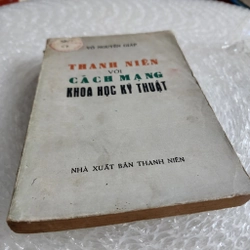 VÕ NGUYÊN GIÁP
THANH NIÊN
VỚI
CÁCH MẠNG
KHOA HỌC KỸ THUẬT
NHÀ XUẤT BẢN THANH NIÊN